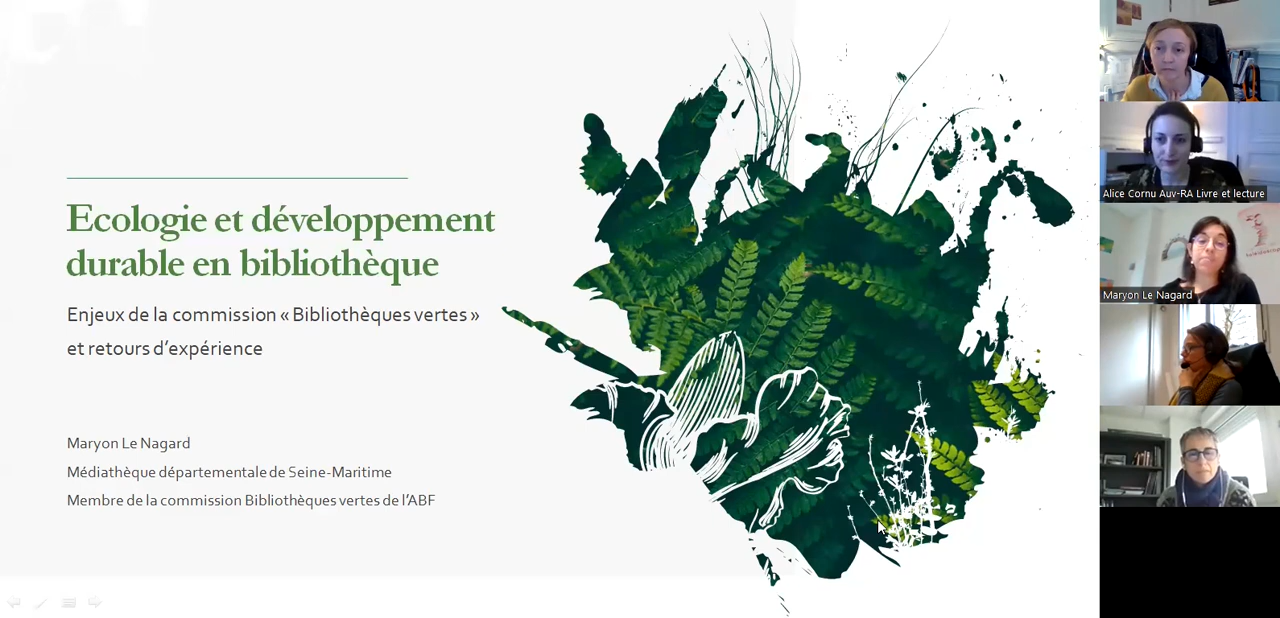 Ecologie et développement
durable en bibliothèque
Enjeux de la commission « Bibliothèques vertes »
et retours d’expérience
Maryon Le Nagard
Médiathèque départementale de Seine-Maritime
Membre de la commission Bibliothèques vertes de l’ABF
Alice Cornu Auv-RA Livre et lecture
Maryon Le Nagard